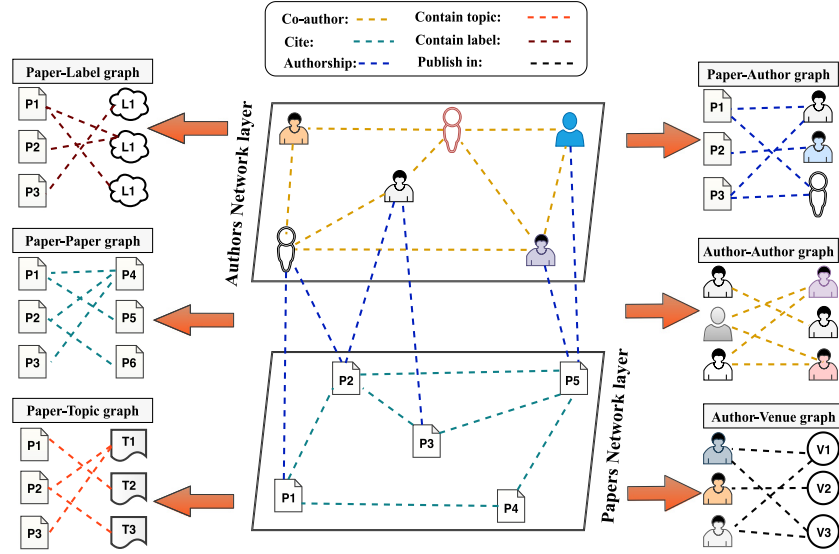 Co-author:
Contain topic:
Cite:
Contain label:
Authorship:
Publish in:
Paper-Label graph
P1
L1
P2
L1
P3
L1
Paper-Paper graph
P1
P4
P2
P5
P3
P6
Paper-Topic graph
P1
T1
P2
T2
P3
T3
Authors Network layer
Papers Network layer
P2
P5
P3
P1
P4
Paper-Author graph
P1
P2
P3
Author-Author graph
Author-Venue graph
V1
V2
V3